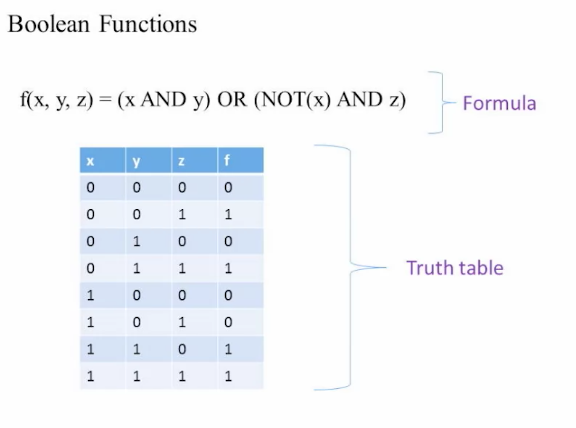 Boolean Functions
f(x, y, z) = (x AND y) OR (NOT(x) AND z)
Formula
x y z f
0 0 0 0
0 0 1 1
0 1 0 0
0 1 1 1
1 0 0 0
1 0 1 0
1 1 0 1
1 1 1 1
Truth table